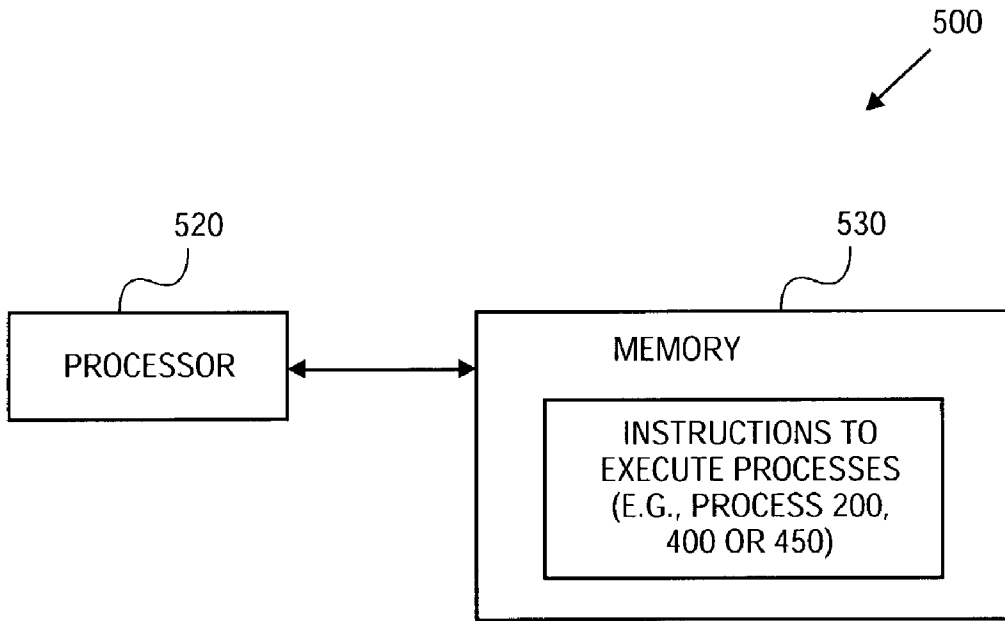 500
520
530
PROCESSOR
MEMORY
INSTRUCTIONS TO
EXECUTE PROCESSES
(E.G., PROCESS 200,
400 OR 450)